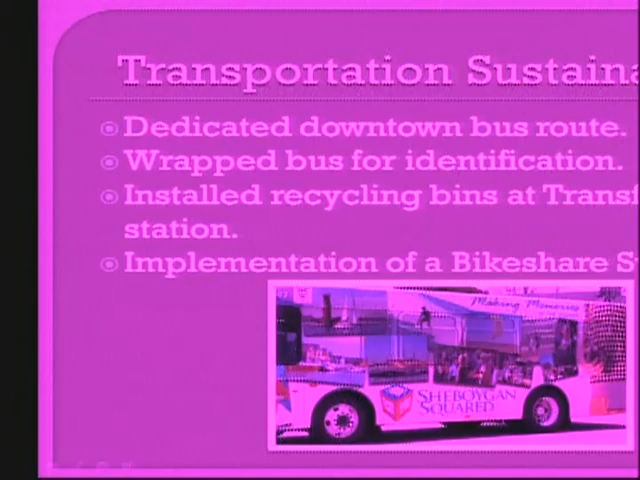 Transportation Sustaina
Dedicated downtown bus route.
Wrapped bus for identification.
Installed recycling bins at Transf
station.
Implementation of a Bikeshare S
Making Memories
SHEBOYGAN
SQUARED